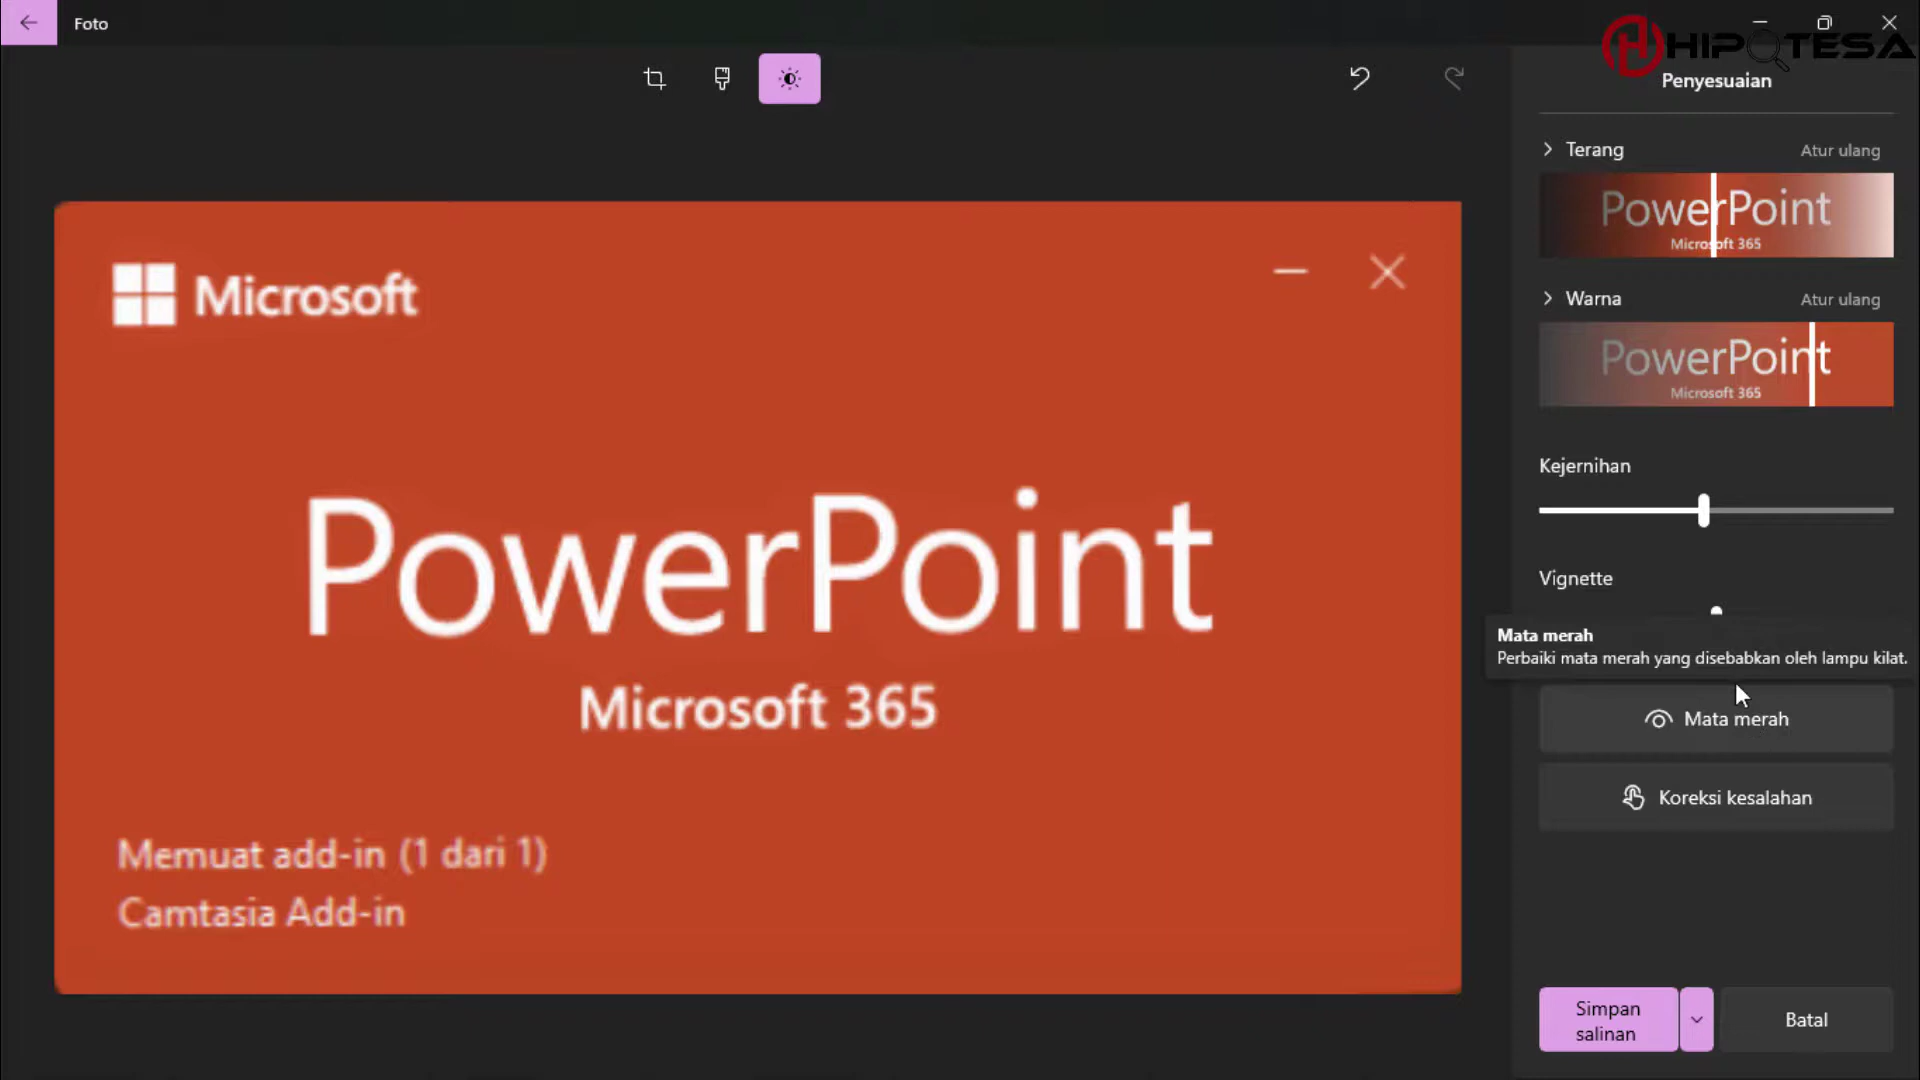 Foto
HIPOTESA
Penyesuaian
Terang
Atur ulang
PowerPoint
Microsoft 365
Warna
Atur ulang
PowerPoint
Microsoft 365
Kejernihan
Vignette
Mata merah
Perbaiki mata merah yang disebabkan oleh lampu kilat.
Mata merah
Koreksi kesalahan
Simpan
salinan
Batal
Microsoft
PowerPoint
Microsoft 365
Memuat add-in (1 dari 1)
Camtasia Add-in